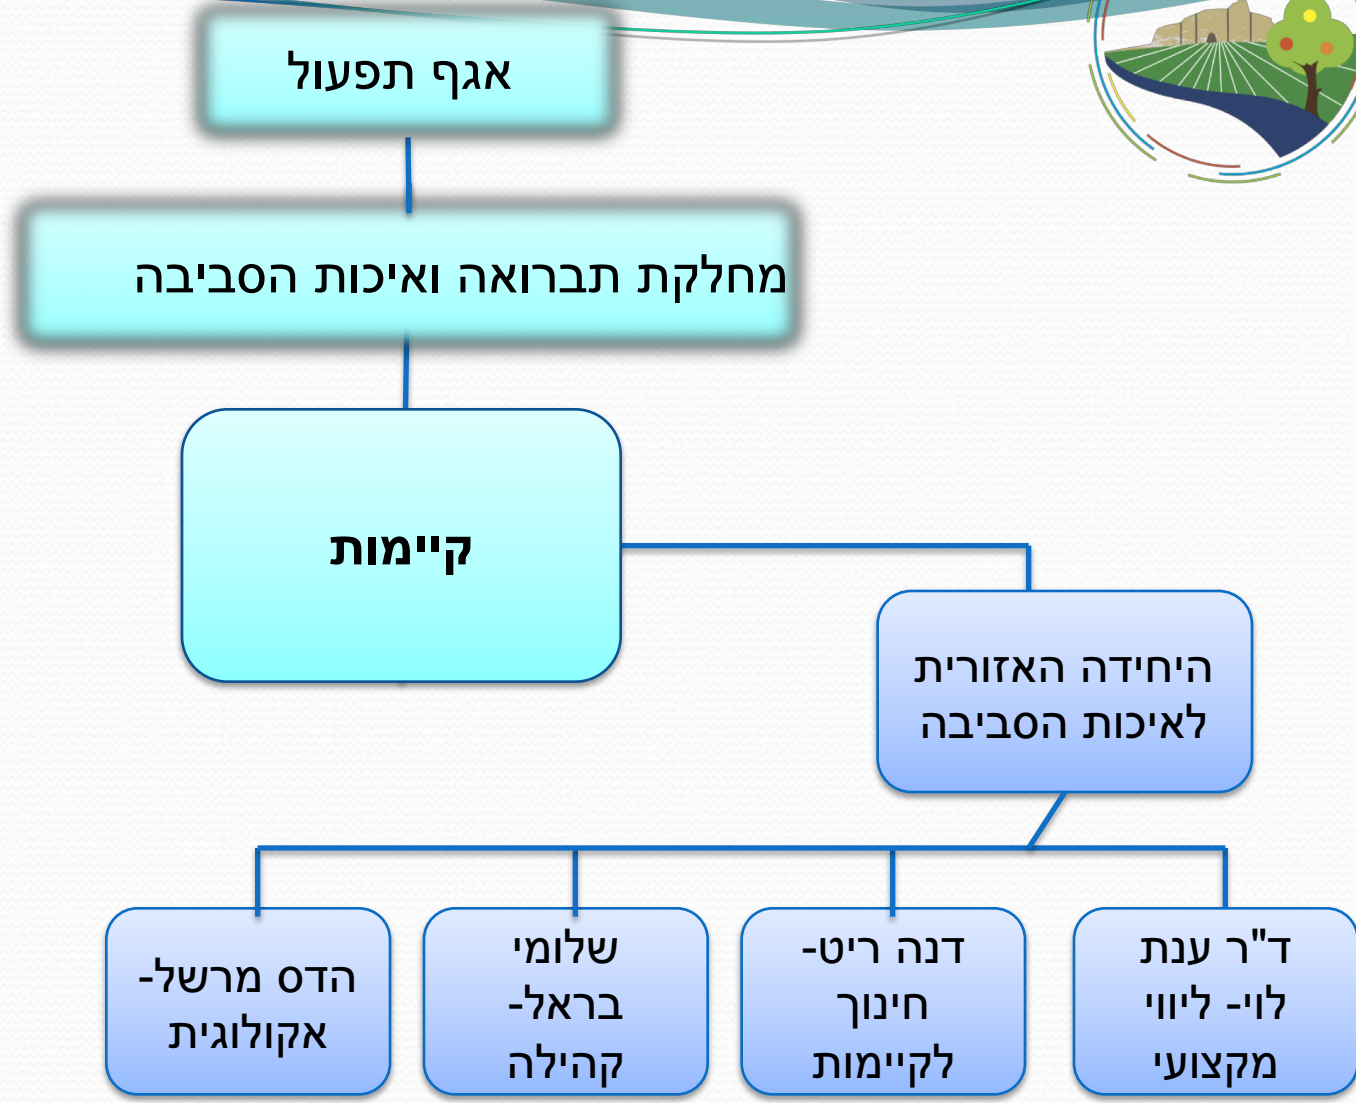 אגף תפעול
מחלקת תברואה ואיכות הסביבה
קיימות
היחידה האזורית
לאיכות הסביבה
ד"ר ענת
לוי- ליווי
מקצועי
דנה ריט-
חינוך
לקיימות
שלומי
בראל-
קהילה
הדס מרשל-
אקולוגית